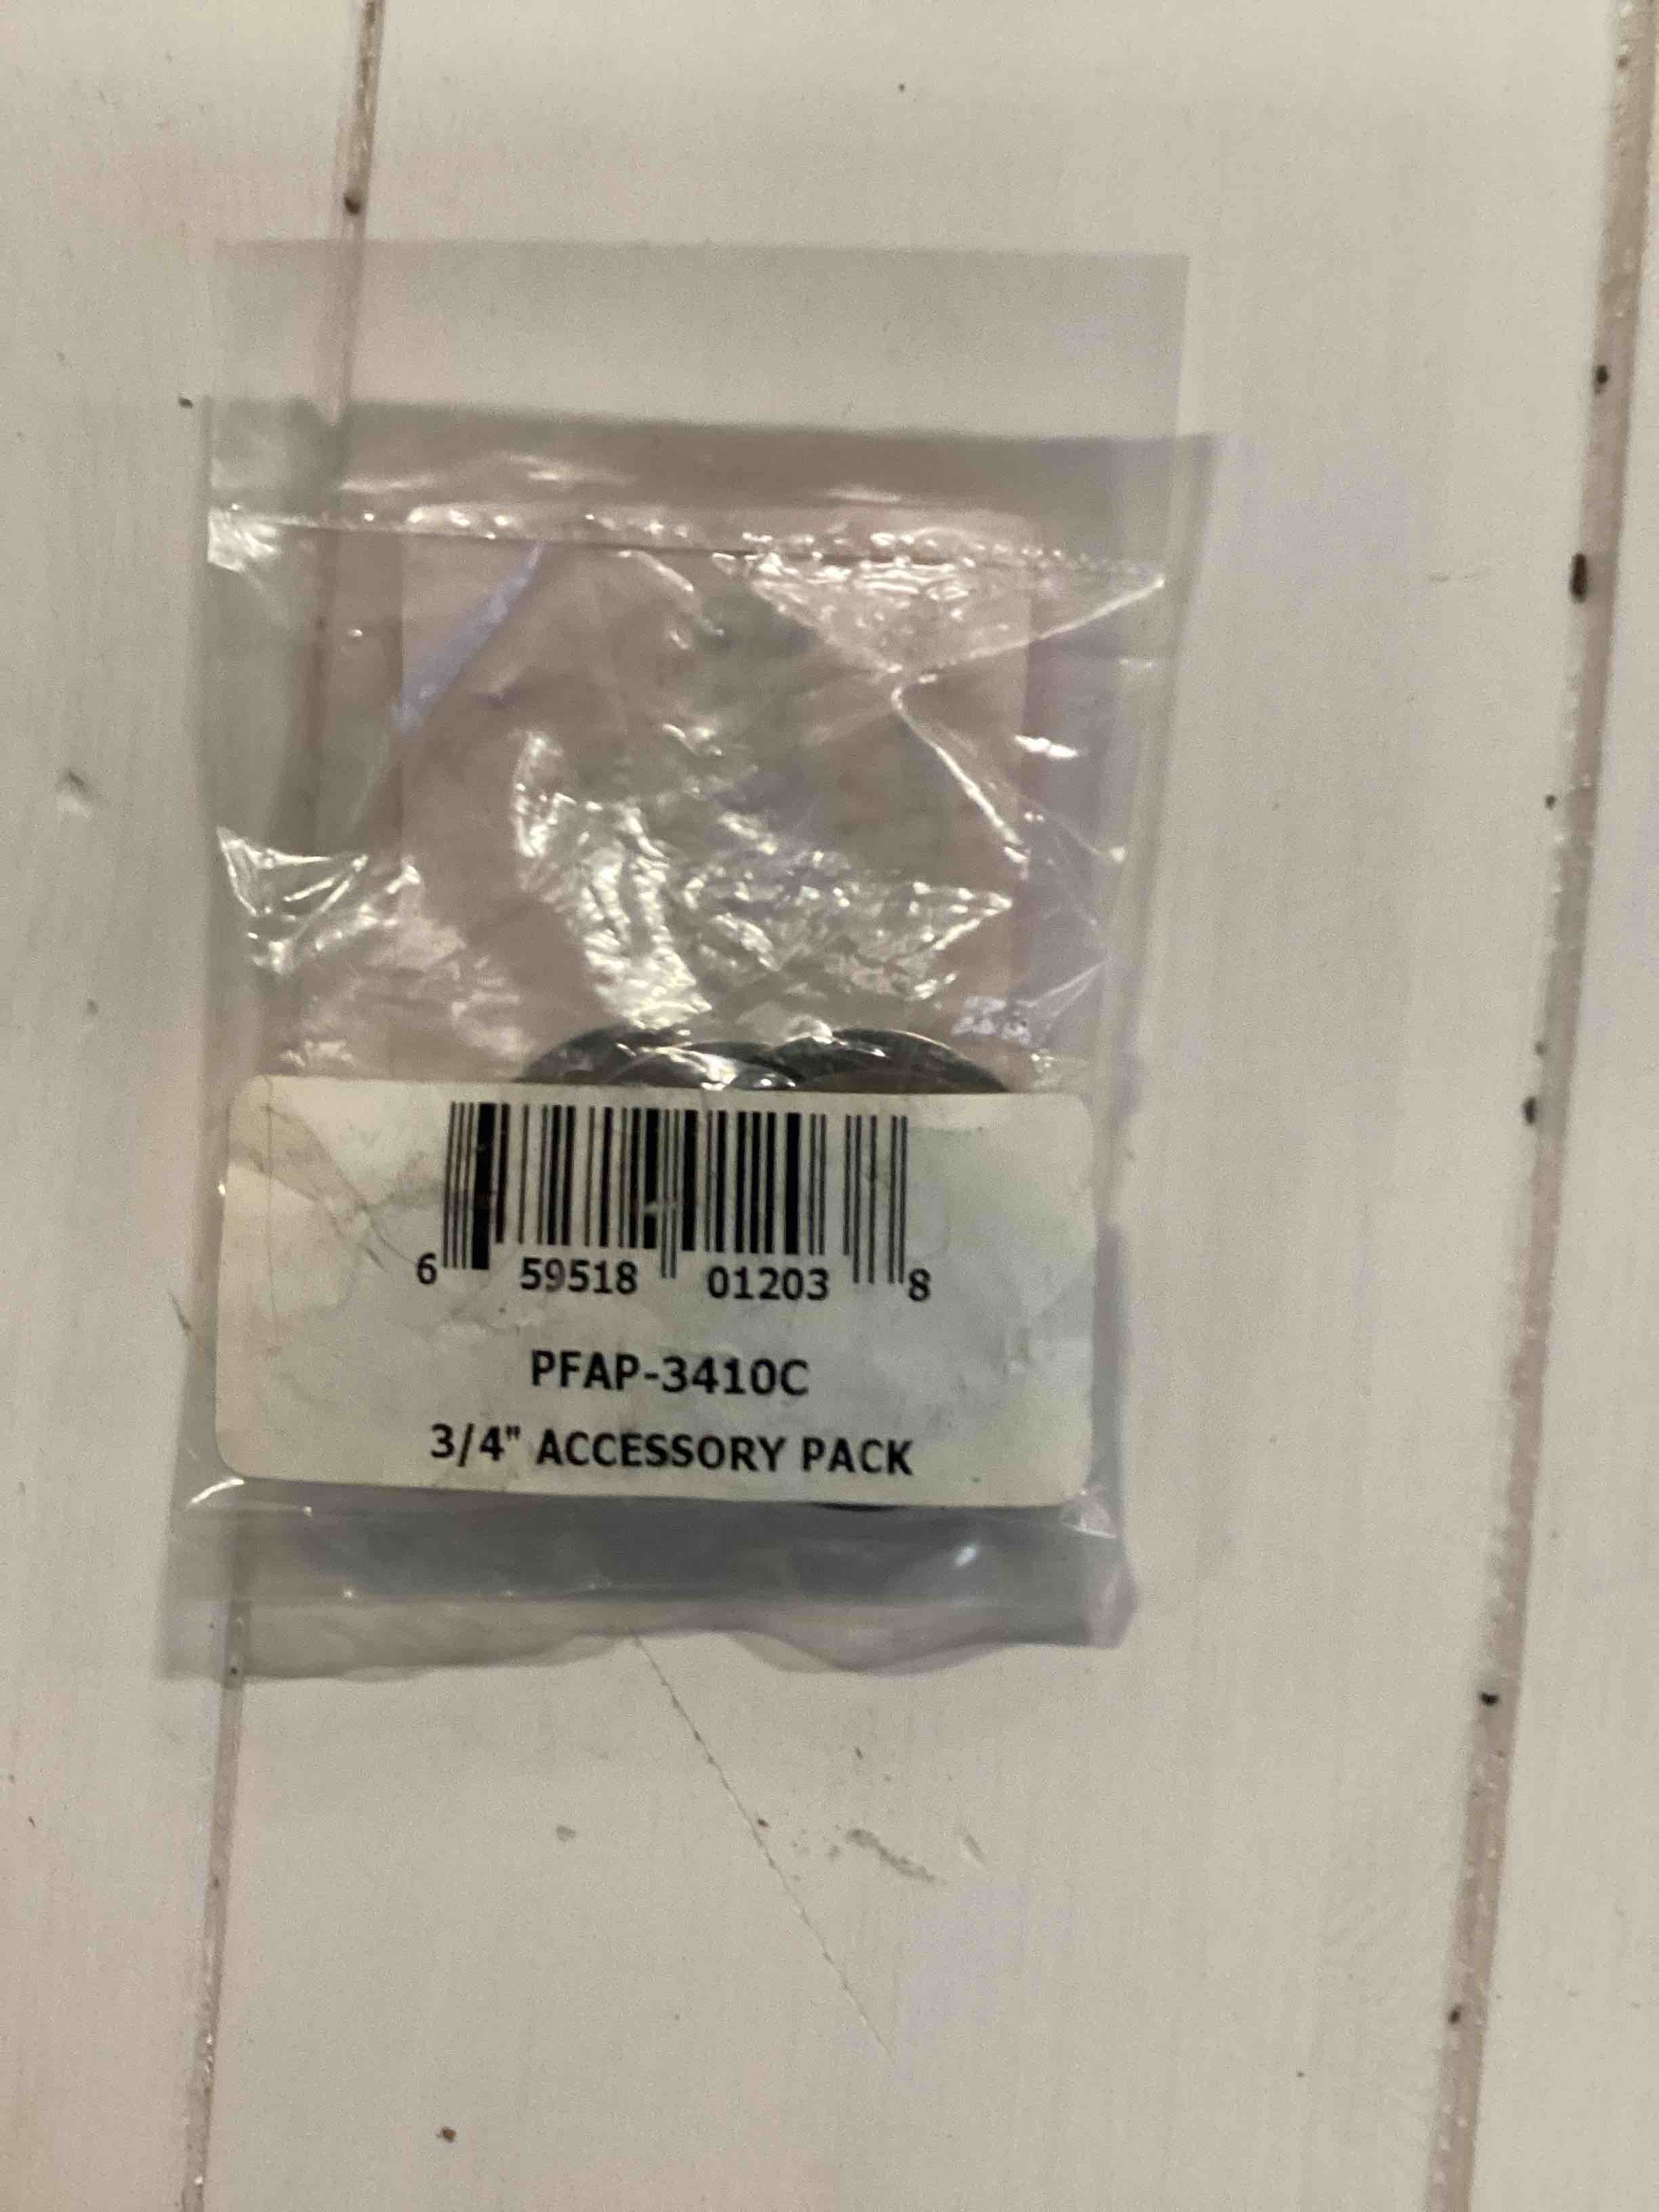 6 59518 01203 8
PFAP-3410C
3/4" ACCESSORY PACK